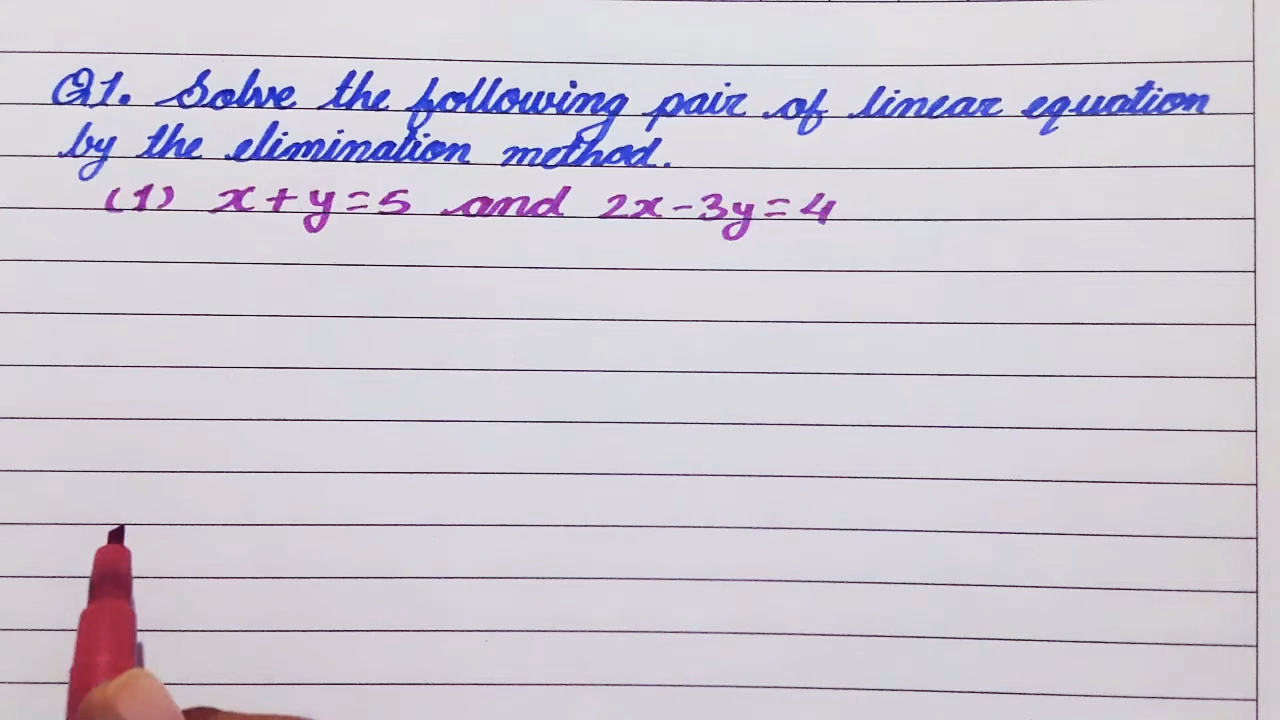 Q1. Solve the following pair of linear equation
by the elimination method.
(1) x + y = 5 and 2x - 3y = 4